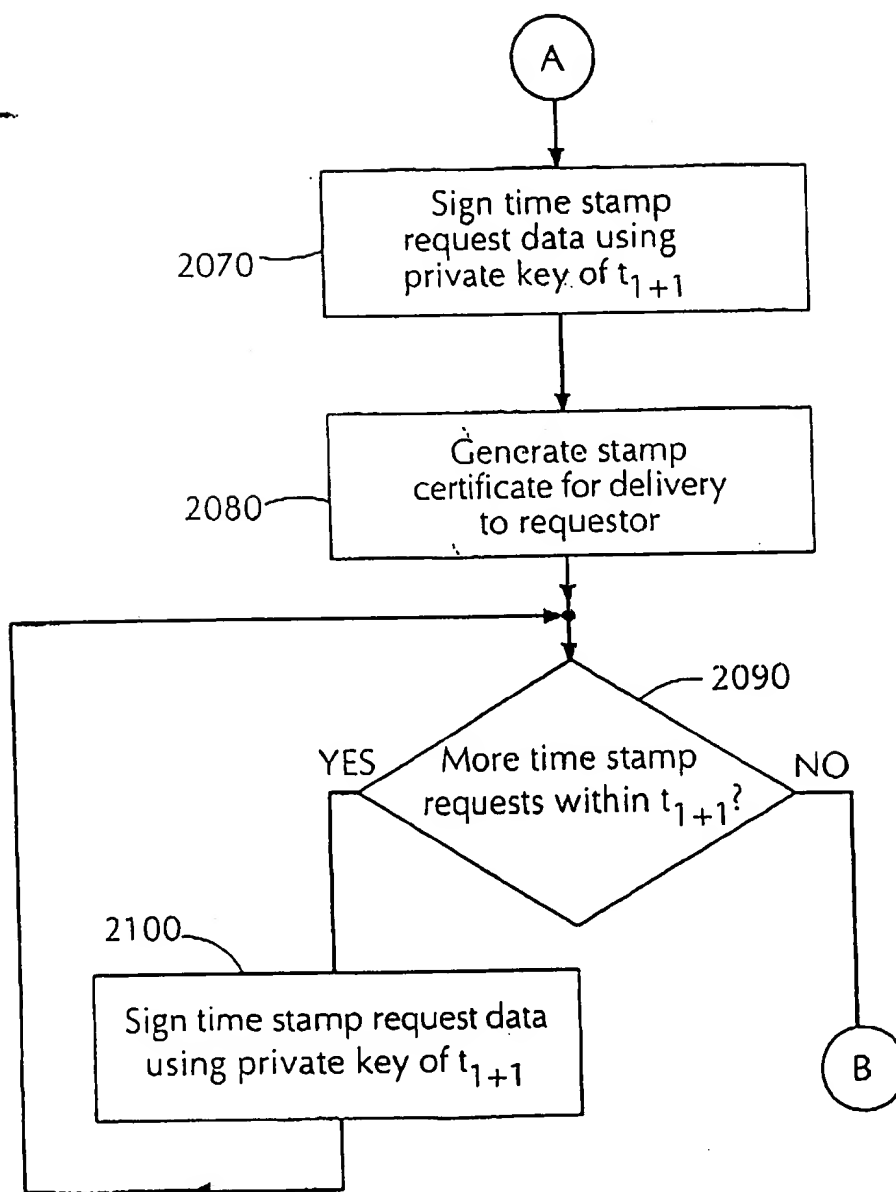 A
Sign time stamp
request data using
private key of t1+1
2070
Generate stamp
certificate for delivery
to requestor
2080
2090
YES
More time stamp
requests within t1+1?
NO
2100
Sign time stamp request data
using private key of t1+1
B